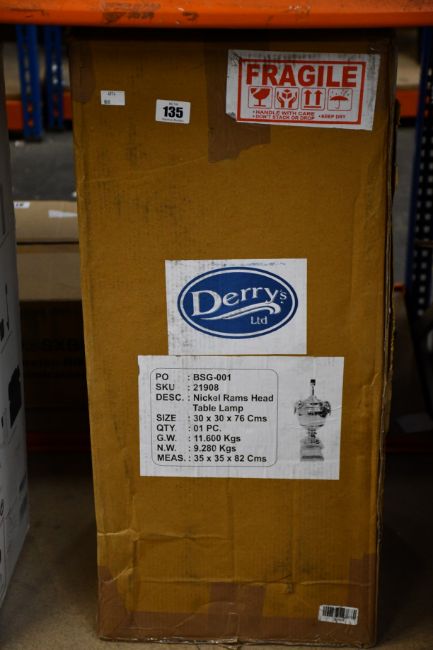 FRAGILE
• HANDLE WITH CARE
• DON'T STACK OR DROP • KEEP DRY
135
Derry's
Ltd
PO : BSG-001
SKU : 21908
DESC. : Nickel Rams Head
Table Lamp
SIZE : 30 x 30 x 76 Cms
QTY. : 01 PC.
G.W. : 11.600 Kgs
N.W. : 9.280 Kgs
MEAS. : 35 x 35 x 82 Cms